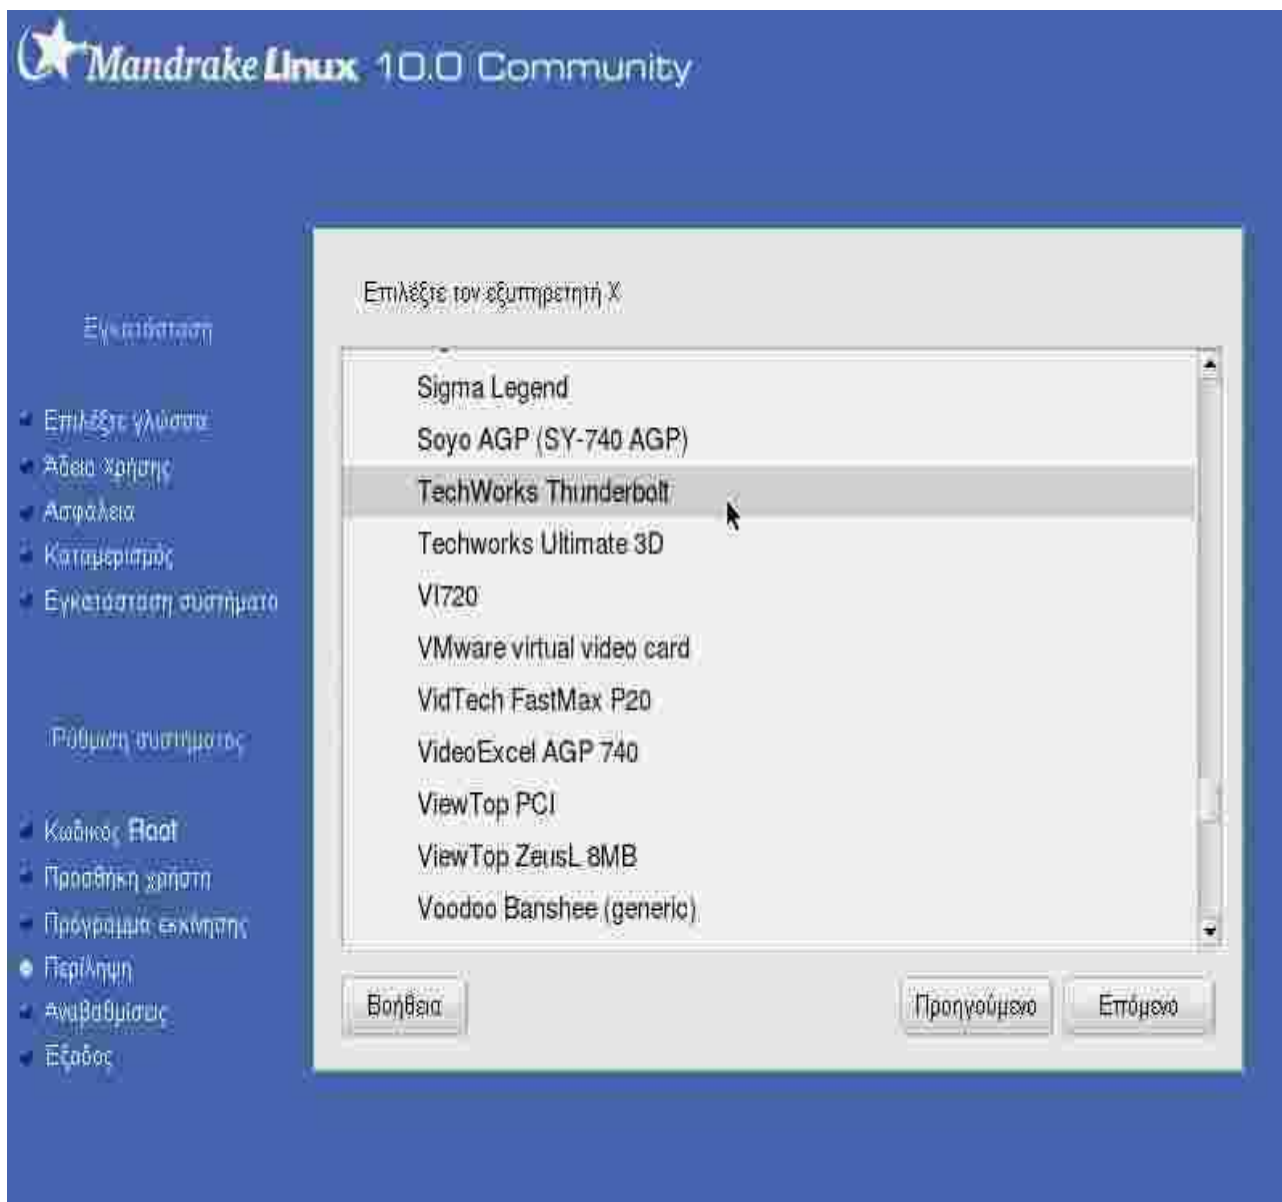 MandrakeLinux 10.0 Community
Εγκατάσταση
Επιλέξτε γλώσσα
Άδεια Χρήσης
Ασφάλεια
Καταμερισμός
Εγκατάσταση συστήματο
Ρύθμιση συστήματος
Κωδικός Root
Προσθήκη χρήστη
Πρόγραμμα εκκίνησης
Περίληψη
Αναβαθμίσεις
Έξοδος
Επιλέξτε τον εξυπηρετητή X
Sigma Legend
Soyo AGP (SY-740 AGP)
TechWorks Thunderbolt
Techworks Ultimate 3D
VI720
VMware virtual video card
VidTech FastMax P20
VideoExcel AGP 740
ViewTop PCI
ViewTop ZeusL 8MB
Voodoo Banshee (generic)
Βοήθεια
Προηγούμενο
Επόμενο